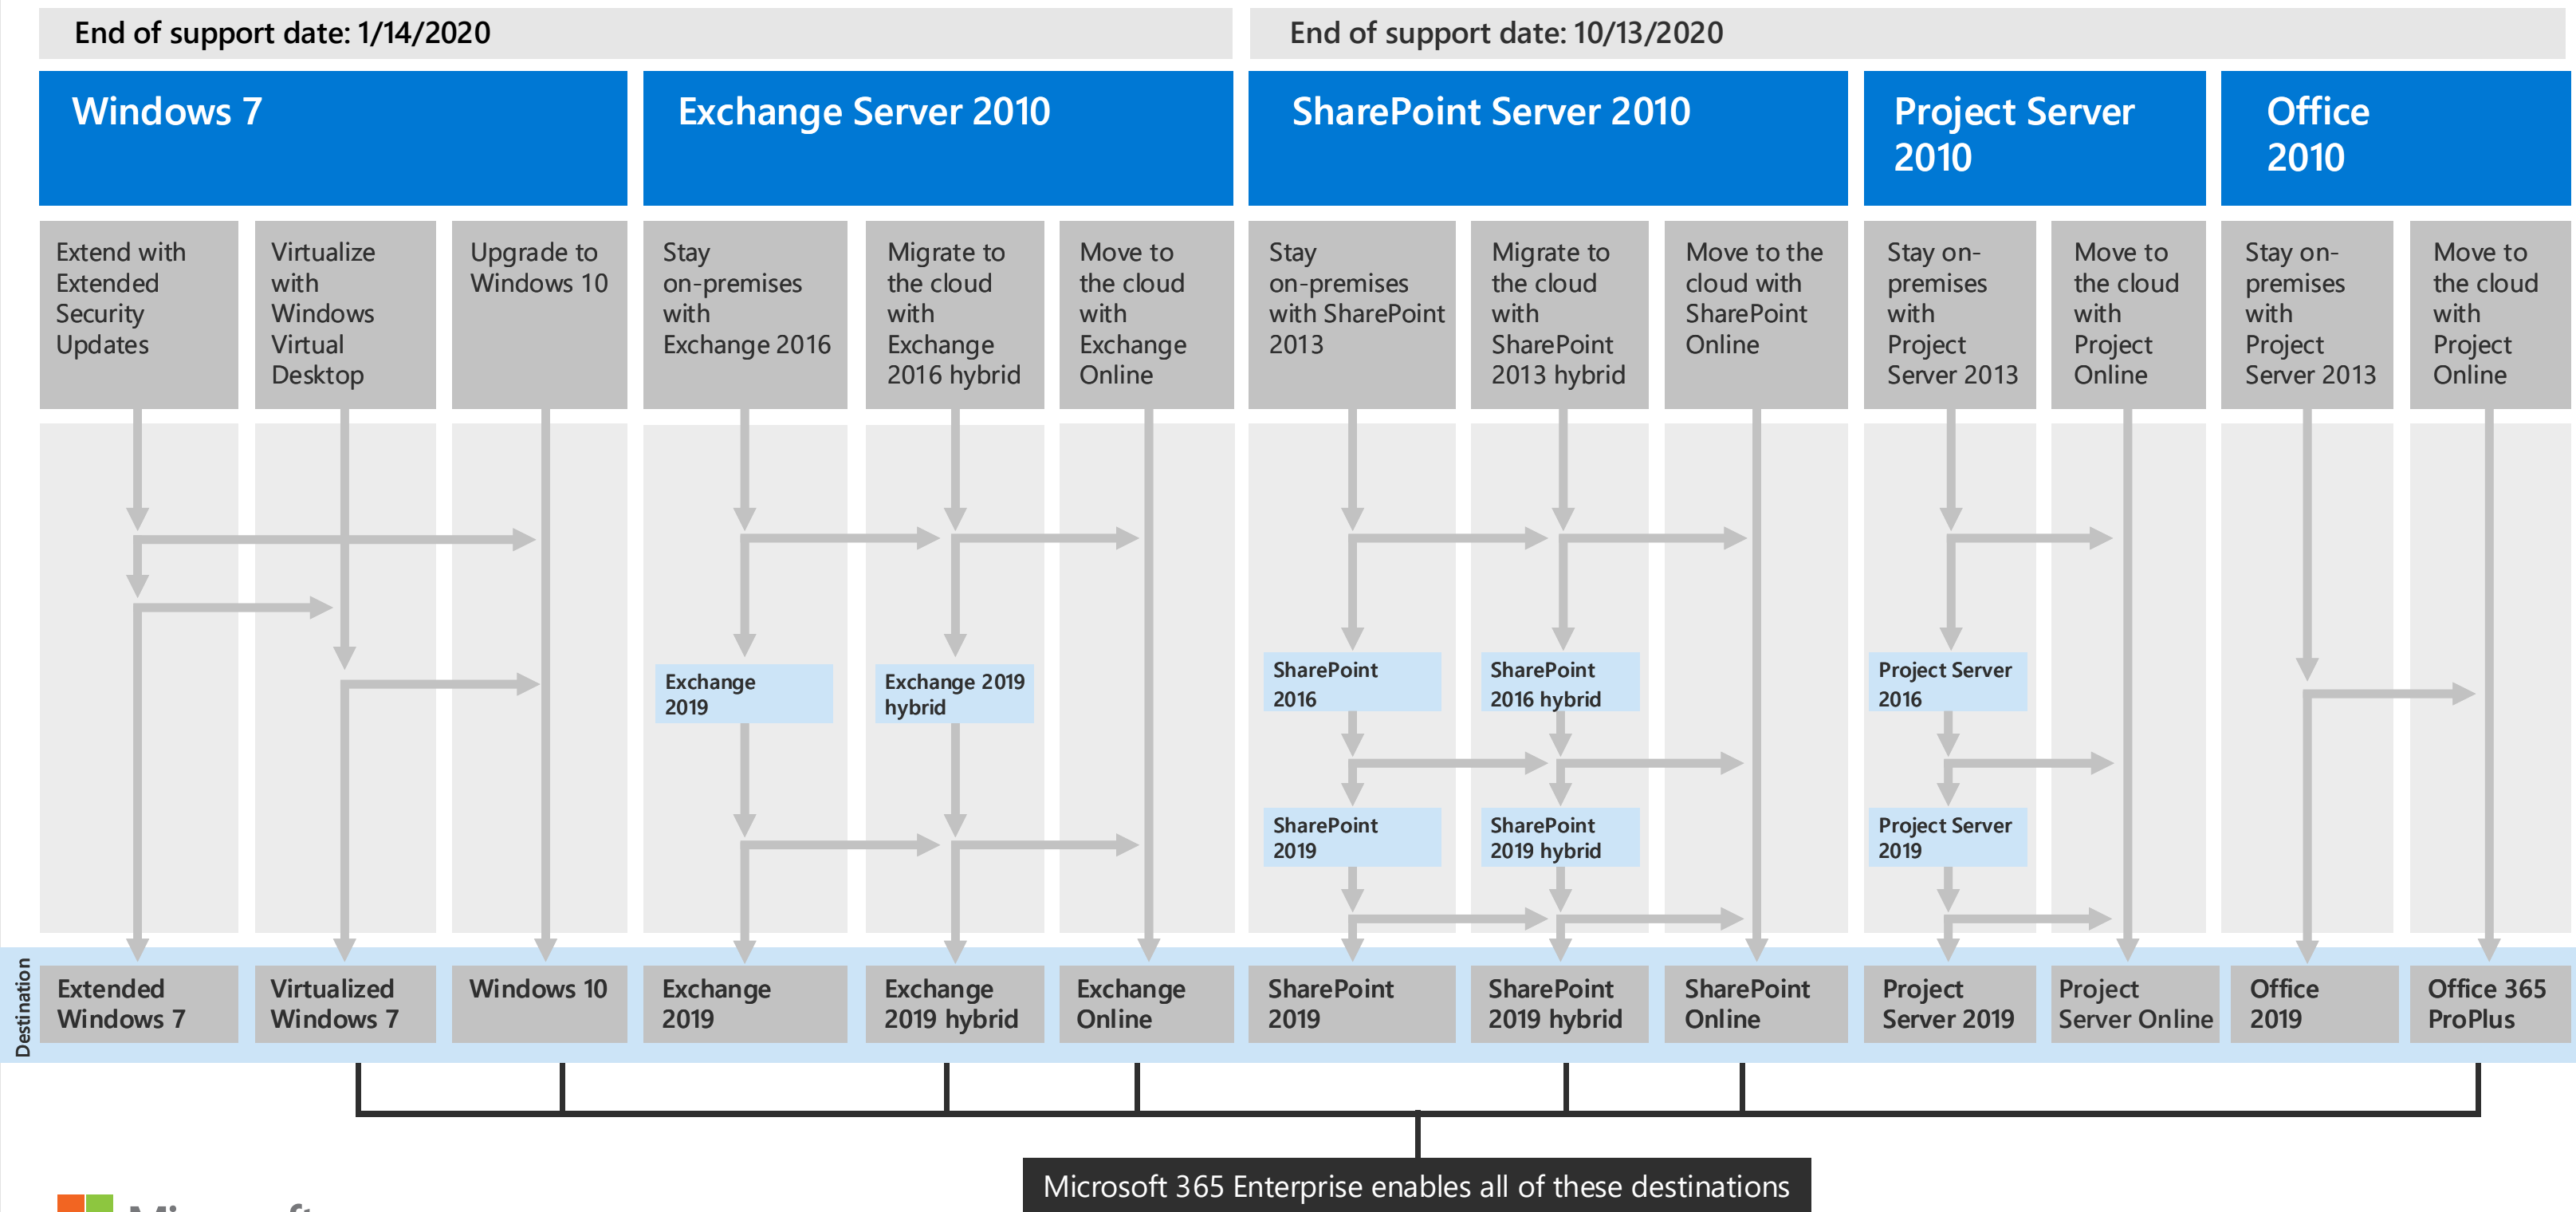 End of support date: 1/14/2020
End of support date: 10/13/2020
Windows 7
Exchange Server 2010
SharePoint Server 2010
Project Server
2010
Office
2010
Extend with
Extended
Security
Updates
Virtualize
with
Windows
Virtual
Desktop
Upgrade to
Windows 10
Stay
on-premises
with
Exchange 2016
Migrate to
the cloud
with
Exchange
2016 hybrid
Move to
the cloud
with
Exchange
Online
Stay
on-premises
with SharePoint
2013
Migrate to
the cloud
with
SharePoint
2013 hybrid
Move to the
cloud with
SharePoint
Online
Stay on-
premises
with
Project
Server 2013
Move to
the cloud
with
Project
Online
Stay on-
premises
with
Project
Server 2013
Move to
the cloud
with
Project
Online
Exchange
2019
Exchange 2019
hybrid
SharePoint
2016
SharePoint
2016 hybrid
Project Server
2016
SharePoint
2019
SharePoint
2019 hybrid
Project Server
2019
Destination
Extended
Windows 7
Virtualized
Windows 7
Windows 10
Exchange
2019
Exchange
2019 hybrid
Exchange
Online
SharePoint
2019
SharePoint
2019 hybrid
SharePoint
Online
Project
Server 2019
Project
Server Online
Office
2019
Office 365
ProPlus
Microsoft 365 Enterprise enables all of these destinations
Microsoft